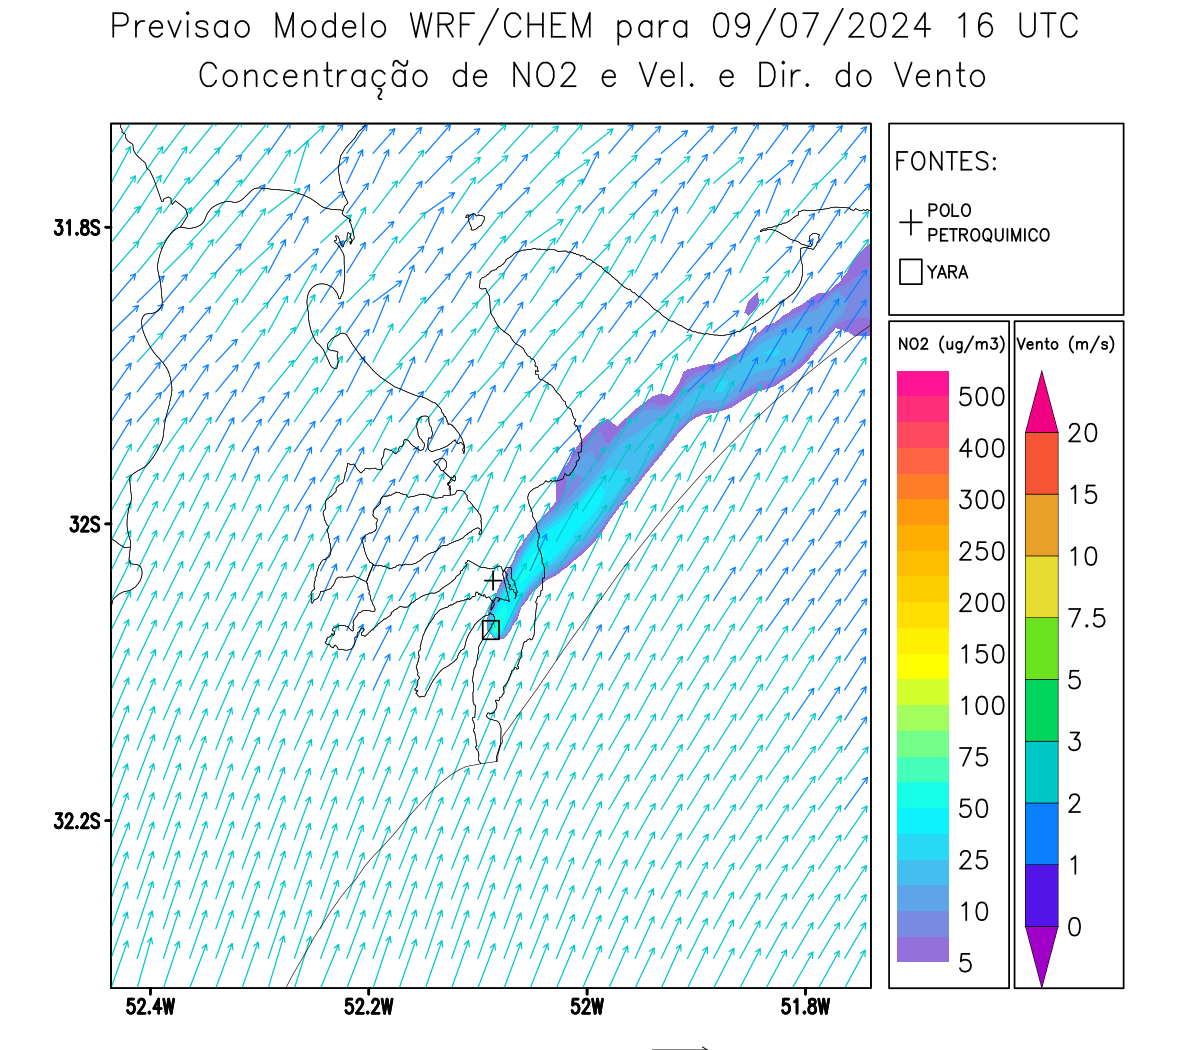 Previsao Modelo WRF/CHEM para 09/07/2024 16 UTC
Concentração de NO2 e Vel. e Dir. do Vento
FONTES:
POLO
PETROQUIMICO
YARA
31.8S
32S
32.2S
52.4W
52.2W
52W
51.8W
NO2 (ug/m3)
500
400
300
250
200
150
100
75
50
25
10
5
Vento (m/s)
20
15
10
7.5
5
3
2
1
0